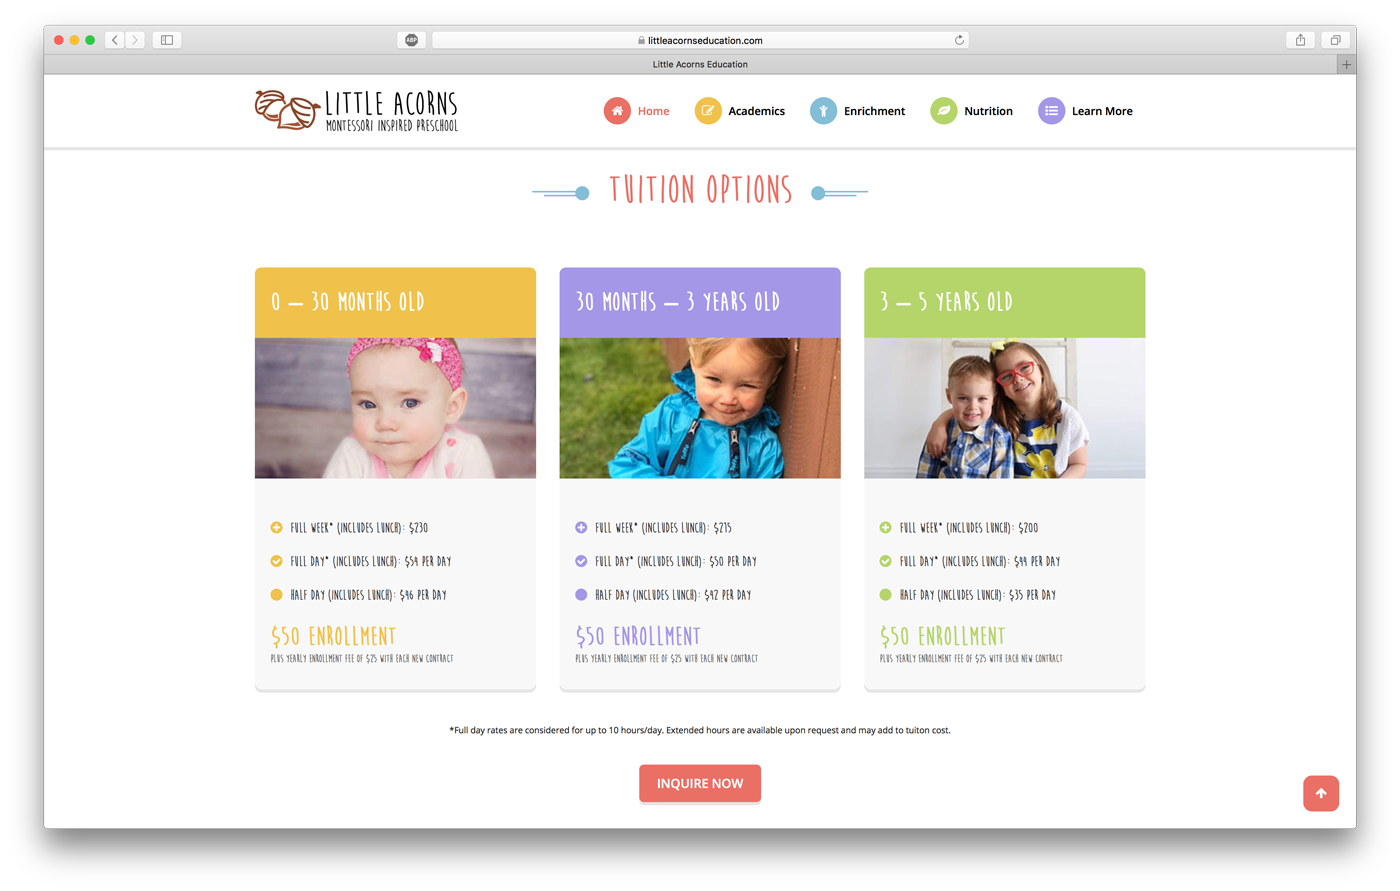 ABP
littleacornseducation.com
Little Acorns Education
LITTLE ACORNS
MONTESSORI INSPIRED PRESCHOOL
Home
Academics
Enrichment
Nutrition
Learn More
TUITION OPTIONS
0 – 30 MONTHS OLD
FULL WEEK* (INCLUDES LUNCH): $230
FULL DAY* (INCLUDES LUNCH): $54 PER DAY
HALF DAY (INCLUDES LUNCH): $46 PER DAY
$50 ENROLLMENT
PLUS YEARLY ENROLLMENT FEE OF $25 WITH EACH NEW CONTRACT
30 MONTHS – 3 YEARS OLD
FULL WEEK* (INCLUDES LUNCH): $215
FULL DAY* (INCLUDES LUNCH): $50 PER DAY
HALF DAY (INCLUDES LUNCH): $42 PER DAY
$50 ENROLLMENT
PLUS YEARLY ENROLLMENT FEE OF $25 WITH EACH NEW CONTRACT
3 – 5 YEARS OLD
FULL WEEK* (INCLUDES LUNCH): $200
FULL DAY* (INCLUDES LUNCH): $44 PER DAY
HALF DAY (INCLUDES LUNCH): $35 PER DAY
$50 ENROLLMENT
PLUS YEARLY ENROLLMENT FEE OF $25 WITH EACH NEW CONTRACT
*Full day rates are considered for up to 10 hours/day. Extended hours are available upon request and may add to tuiton cost.
INQUIRE NOW